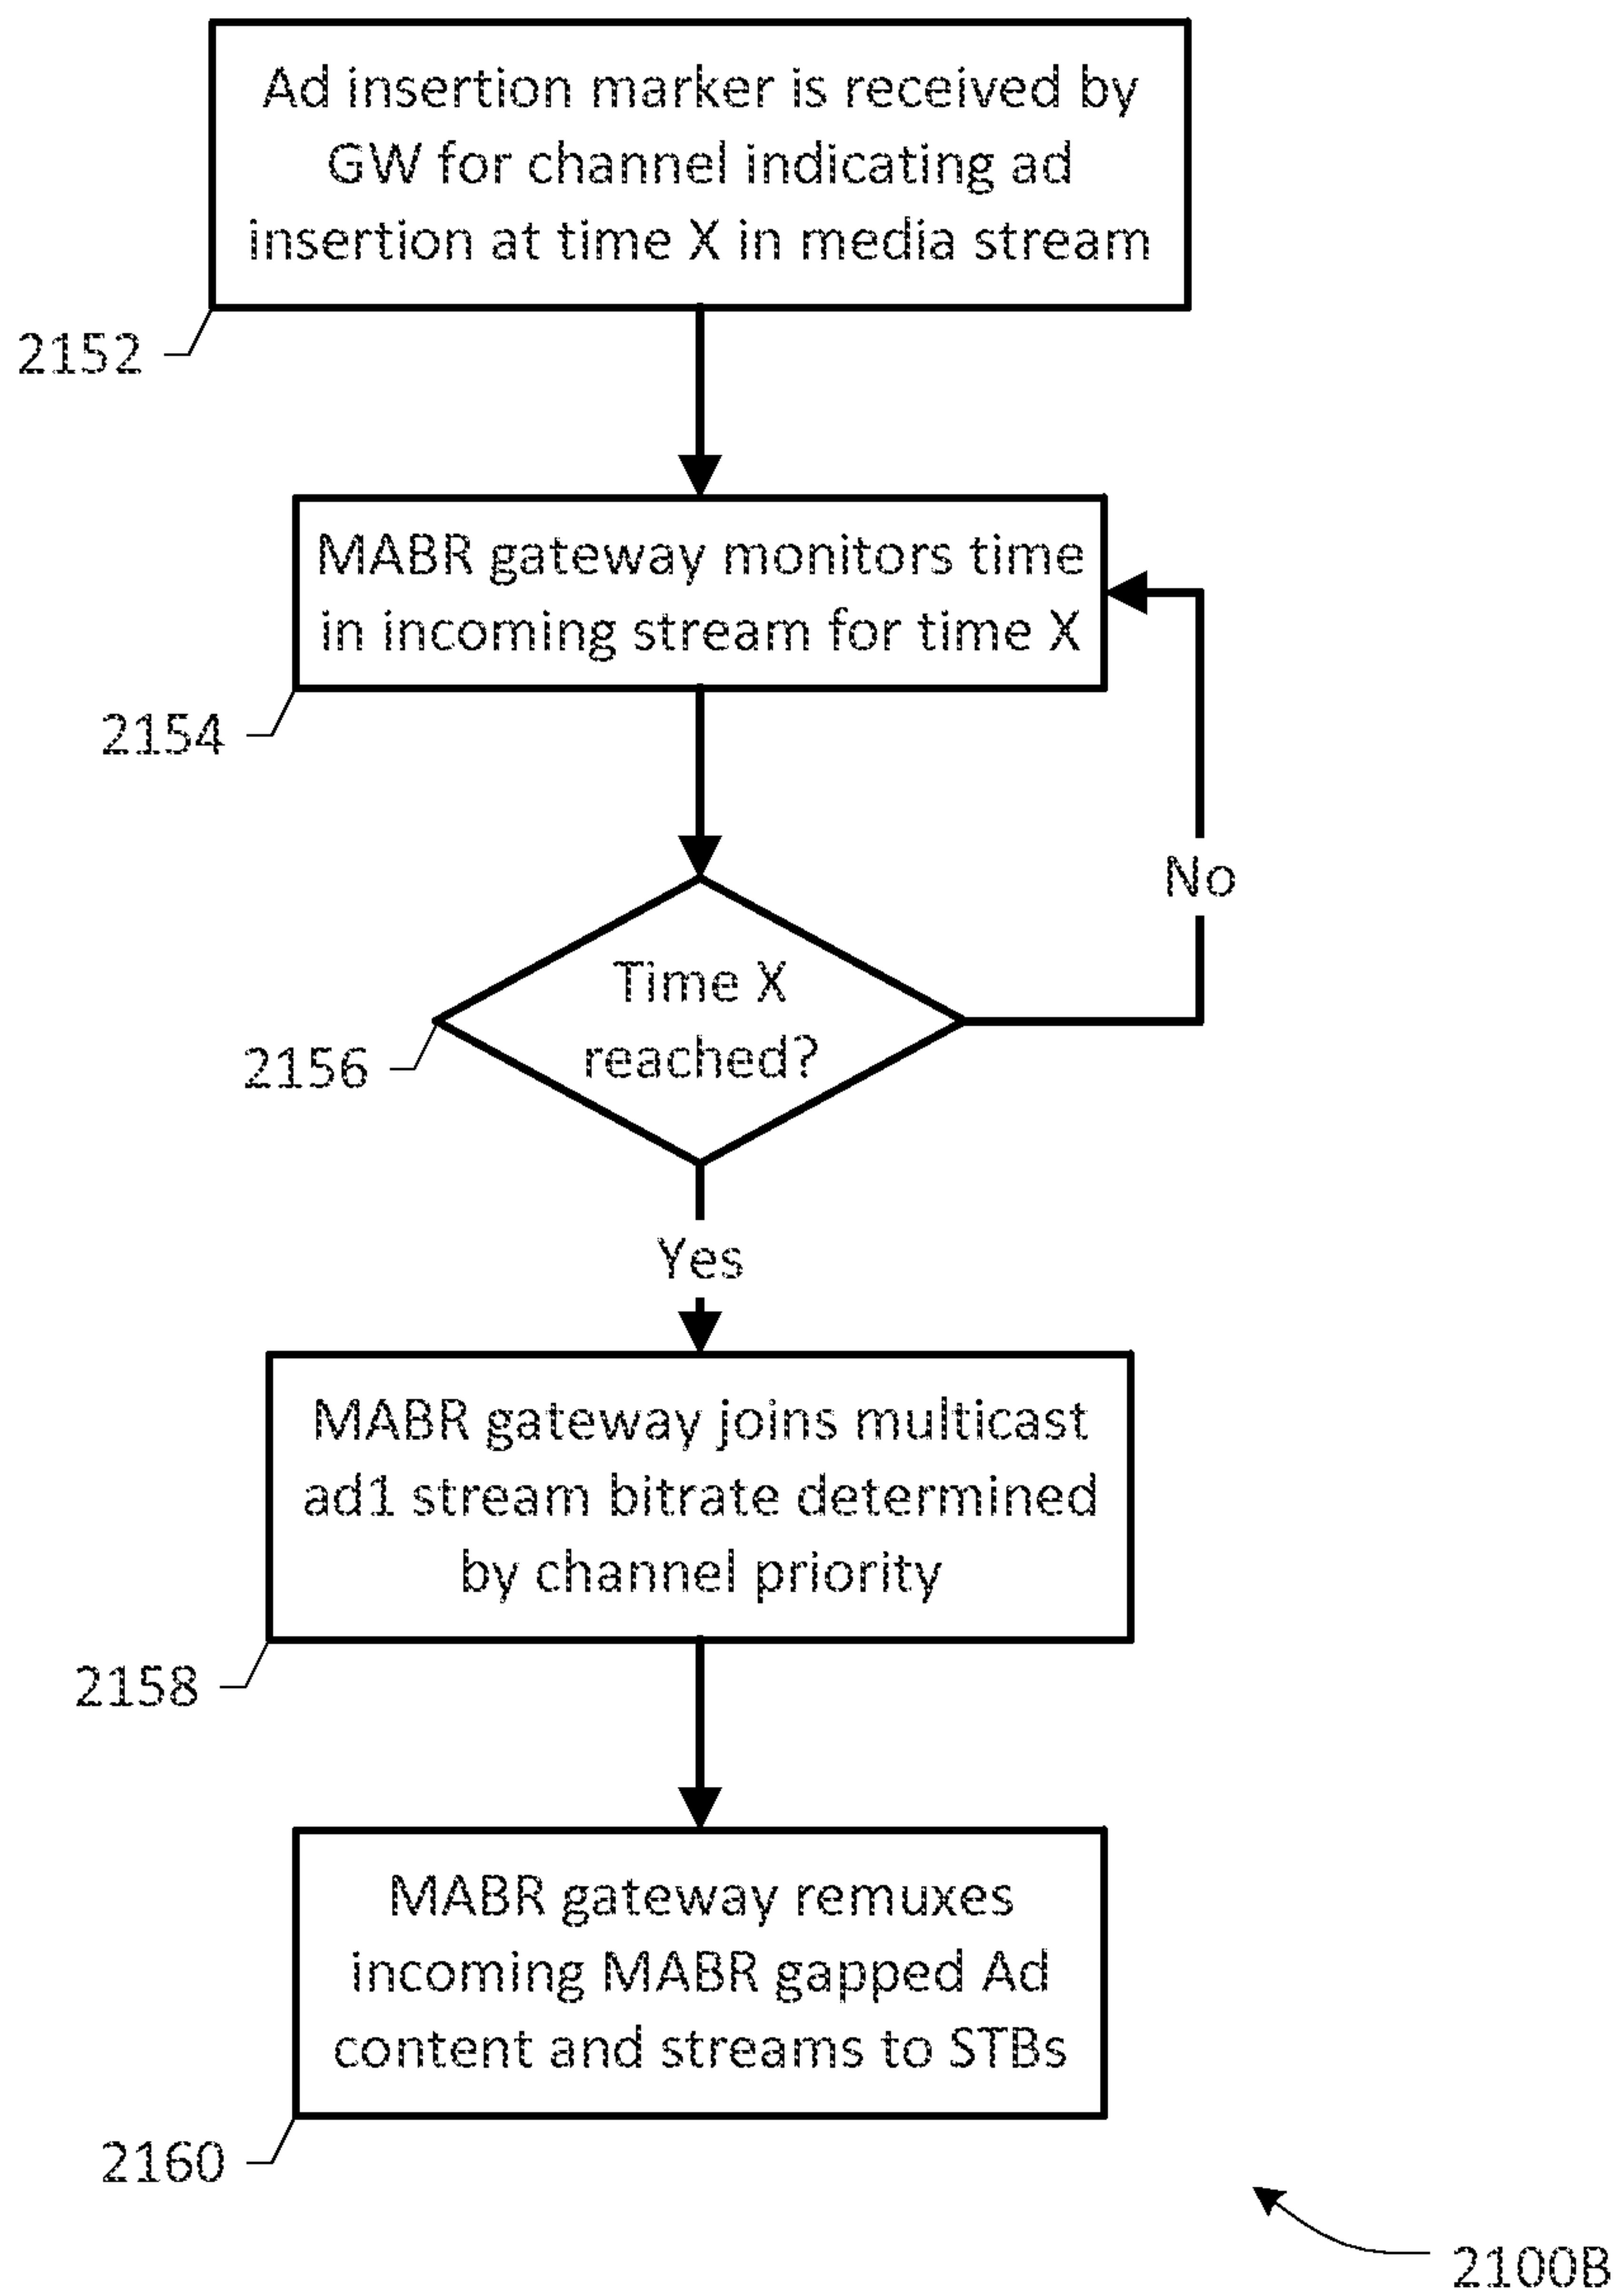 Ad insertion marker is received by
GW for channel indicating ad
insertion at time X in media stream
2152
MABR gateway monitors time
in incoming stream for time X
2154
No
Time X
reached?
2156
Yes
MABR gateway joins multicast
ad1 stream bitrate determined
by channel priority
2158
MABR gateway remuxes
incoming MABR gapped Ad
content and streams to STBs
2160
2100B